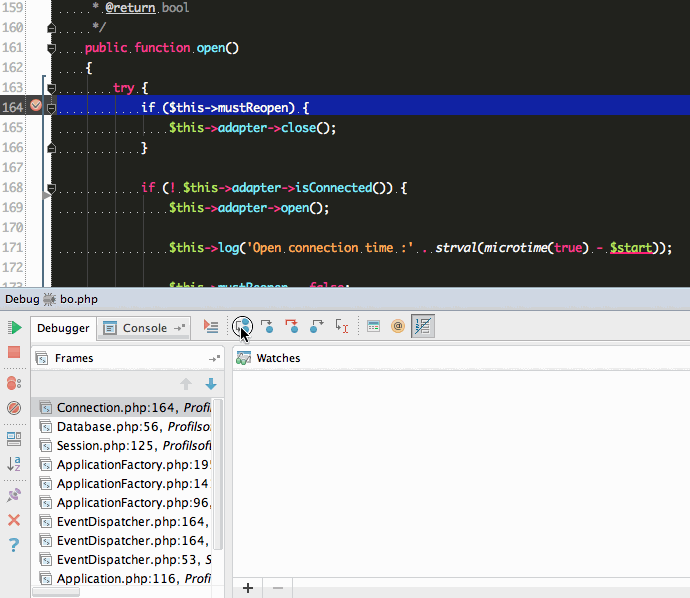 159 * @return bool
160 */
161 public function open()
162 {
163 try {
164 if ($this->mustReopen) {
165 $this->adapter->close();
166 }
167
168 if (! $this->adapter->isConnected()) {
169 $this->adapter->open();
170
171 $this->log('Open connection time :' . strval(microtime(true) - $start));
172
173 $this->mustReopen = false;
Debug bo.php
Debugger Console
Frames Watches
Connection.php:164, Profil
Database.php:56, Profilsof
Session.php:125, Profilsoft
ApplicationFactory.php:195
ApplicationFactory.php:14
ApplicationFactory.php:96,
EventDispatcher.php:164,
EventDispatcher.php:164,
EventDispatcher.php:53, S
Application.php:116, Profil